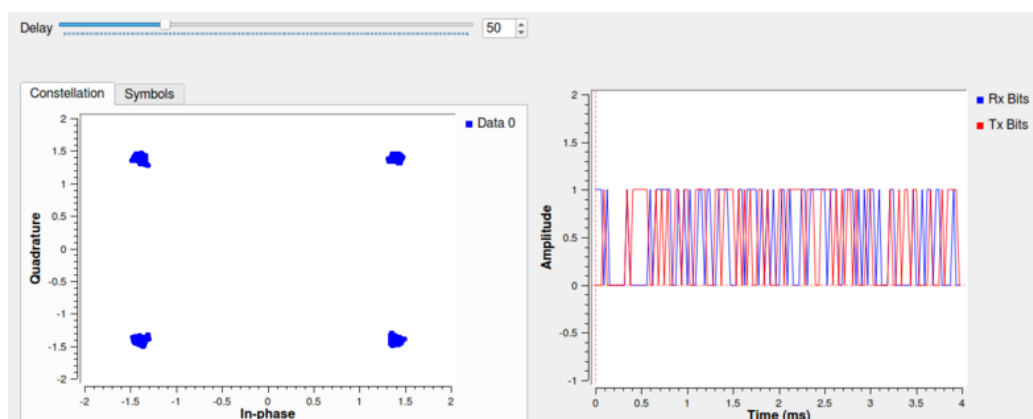 Delay 50
Constellation Symbols
Data 0
Quadrature
2
1.5
1
0.5
0
-0.5
-1
-1.5
-2
-2 -1.5 -1 -0.5 0 0.5 1 1.5 2
In-phase
Rx Bits
Tx Bits
Amplitude
2
1.5
1
0.5
0
-0.5
-1
0 0.5 1 1.5 2 2.5 3 3.5 4
Time (ms)